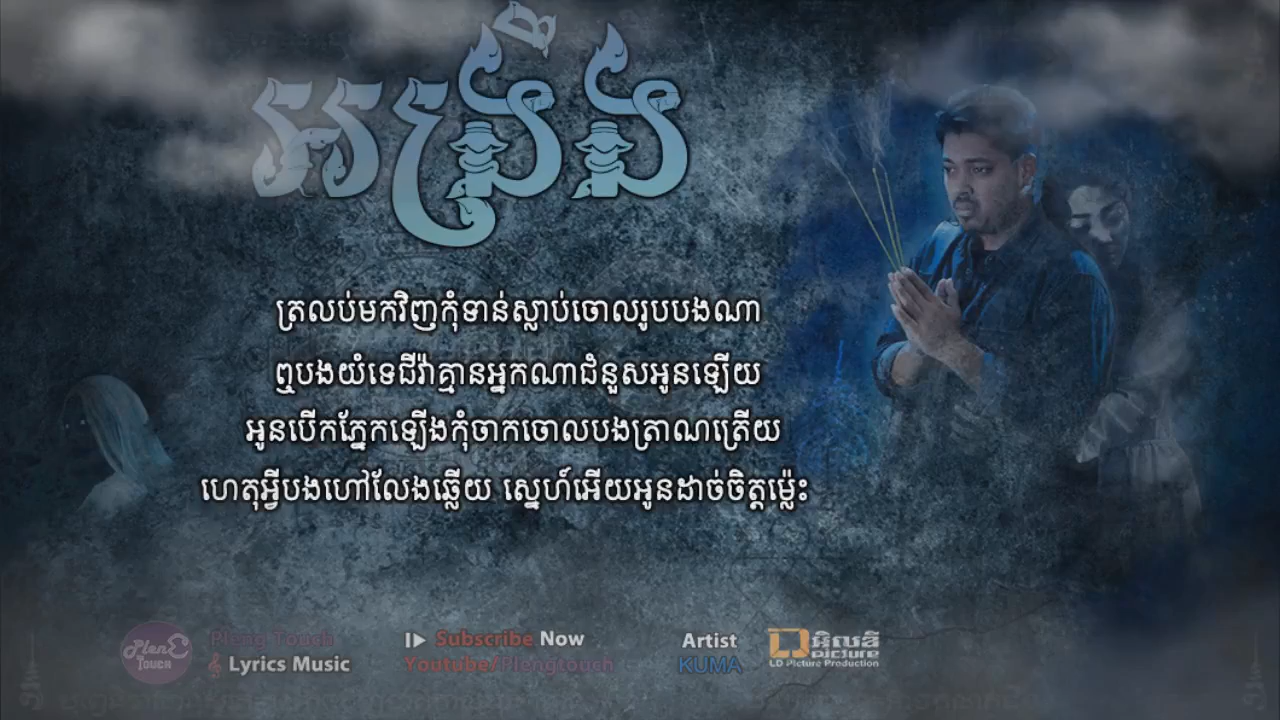 អព្រឹង
ត្រលប់មកវិញកុំទាន់ស្លាប់ចោលរូបបងណា
ឮបងយំទេជីវ៉ាគ្មានអ្នកណាជំនួសអូនឡើយ
អូនបើកភ្នែកឡើងកុំចាកចោលបងត្រាណត្រើយ
ហេតុអ្វីបងហៅលែងឆ្លើយ ស្នេហ៍អើយអូនដាច់ចិត្តម្ល៉េះ
PlenE Touch
Pleng Touch
Lyrics Music
Subscribe Now
Youtube/Plengtouch
Artist
KUMA
LD Picture Production